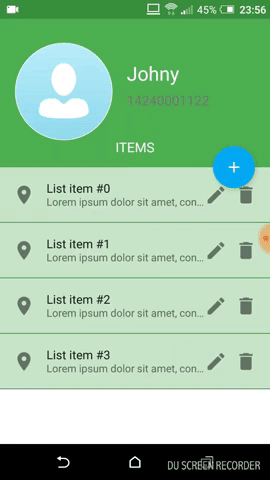 45% 23:56
Johny
14240001122
ITEMS
+
List item #0
Lorem ipsum dolor sit amet, con...
List item #1
Lorem ipsum dolor sit amet, con...
List item #2
Lorem ipsum dolor sit amet, con...
List item #3
Lorem ipsum dolor sit amet, con...
DU SCREEN RECORDER